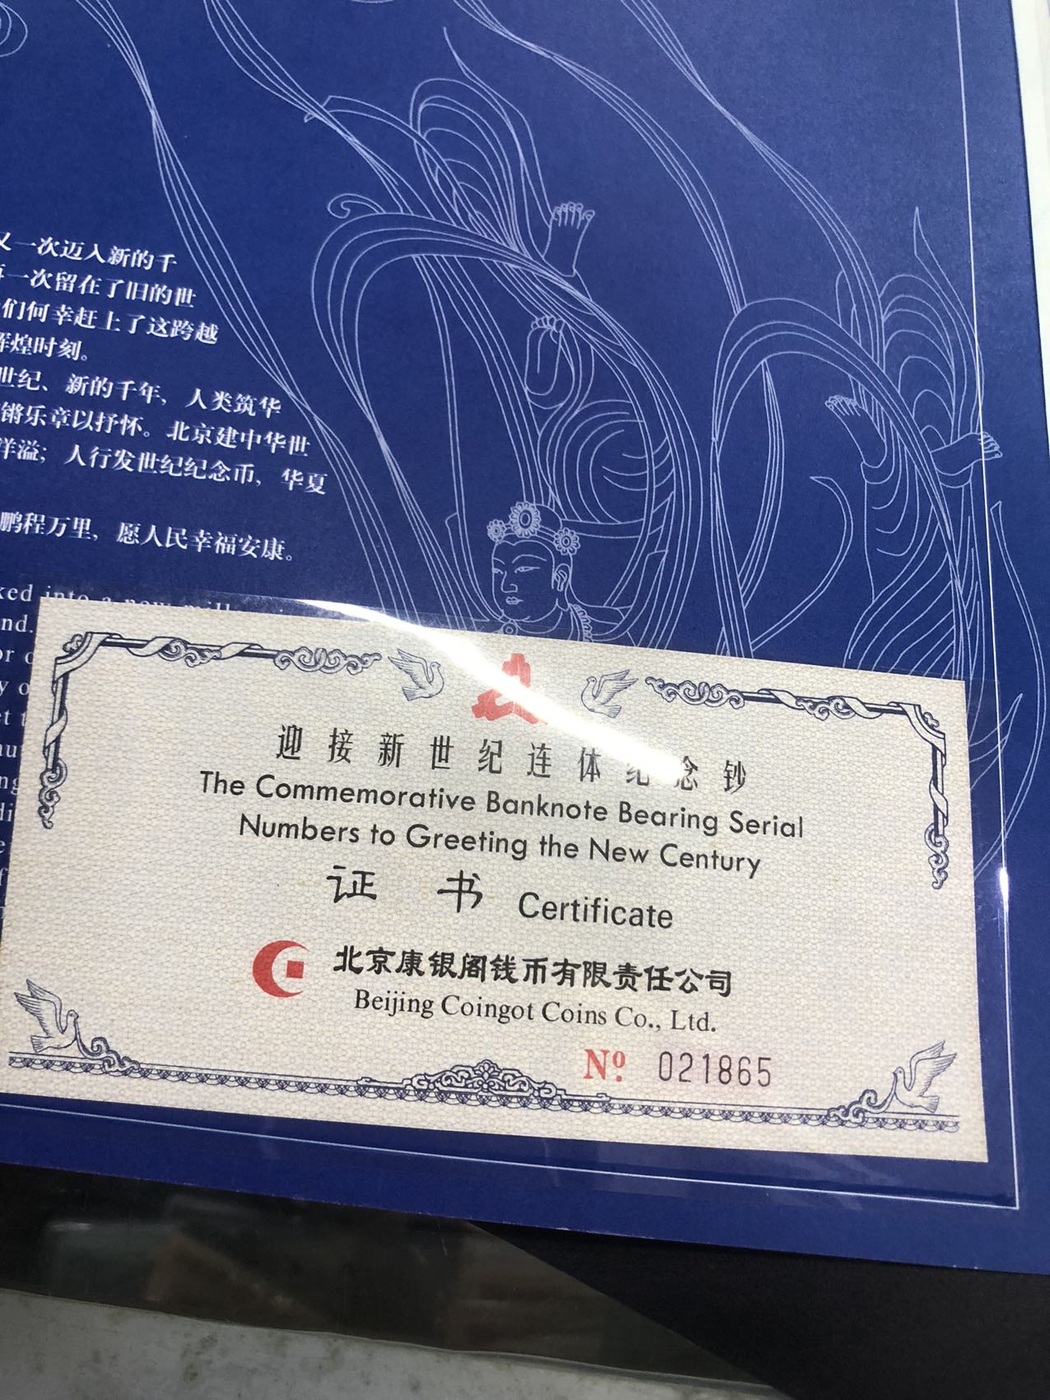 一次迈入新的千
一次留在了旧的世
们何幸赶上了这跨越
辉煌时刻。
世纪、新的千年，人类筑华
锵乐章以抒怀。北京建中华世
洋溢；人行发世纪纪念币，华夏
鹏程万里，愿人民幸福安康。
into a new
迎接新世纪连体纪念钞
The Commemorative Banknote Bearing Serial
Numbers to Greeting the New Century
证书 Certificate
北京康银阁钱币有限责任公司
Beijing Coingot Coins Co., Ltd.
Nº 021865